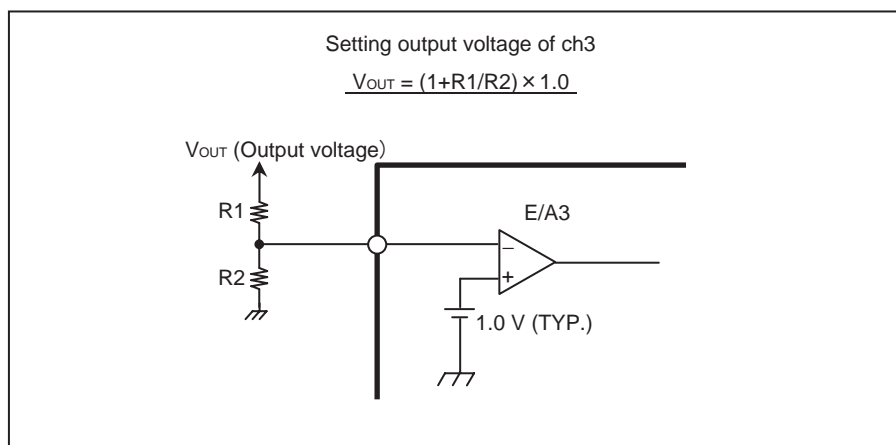 Setting output voltage of ch3
VOUT = (1+R1/R2) × 1.0
VOUT (Output voltage)
R1
R2
E/A3
−
+
1.0 V (TYP.)